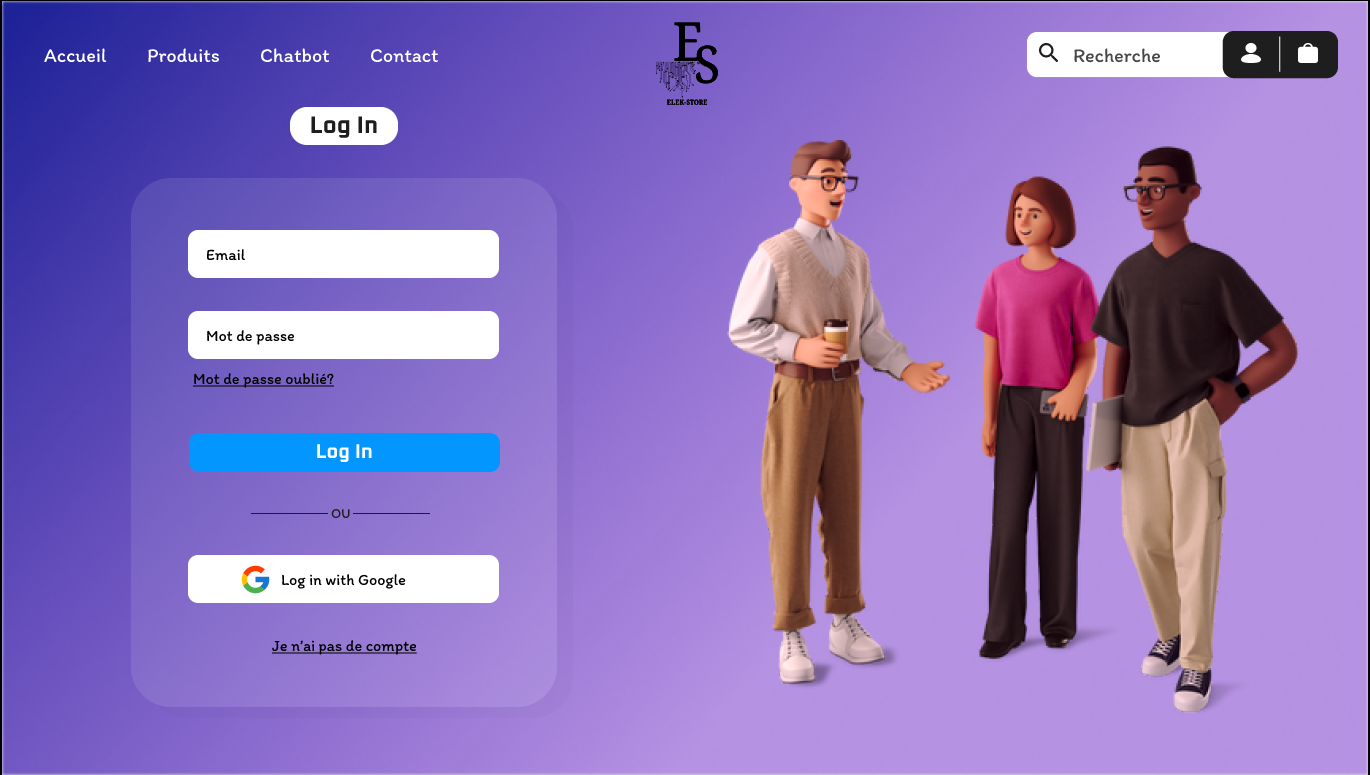 Accueil Produits Chatbot Contact
ES
ELEK-STORE
Recherche
Log In
Email
Mot de passe
Mot de passe oublié?
Log In
OU
Log in with Google
Je n'ai pas de compte